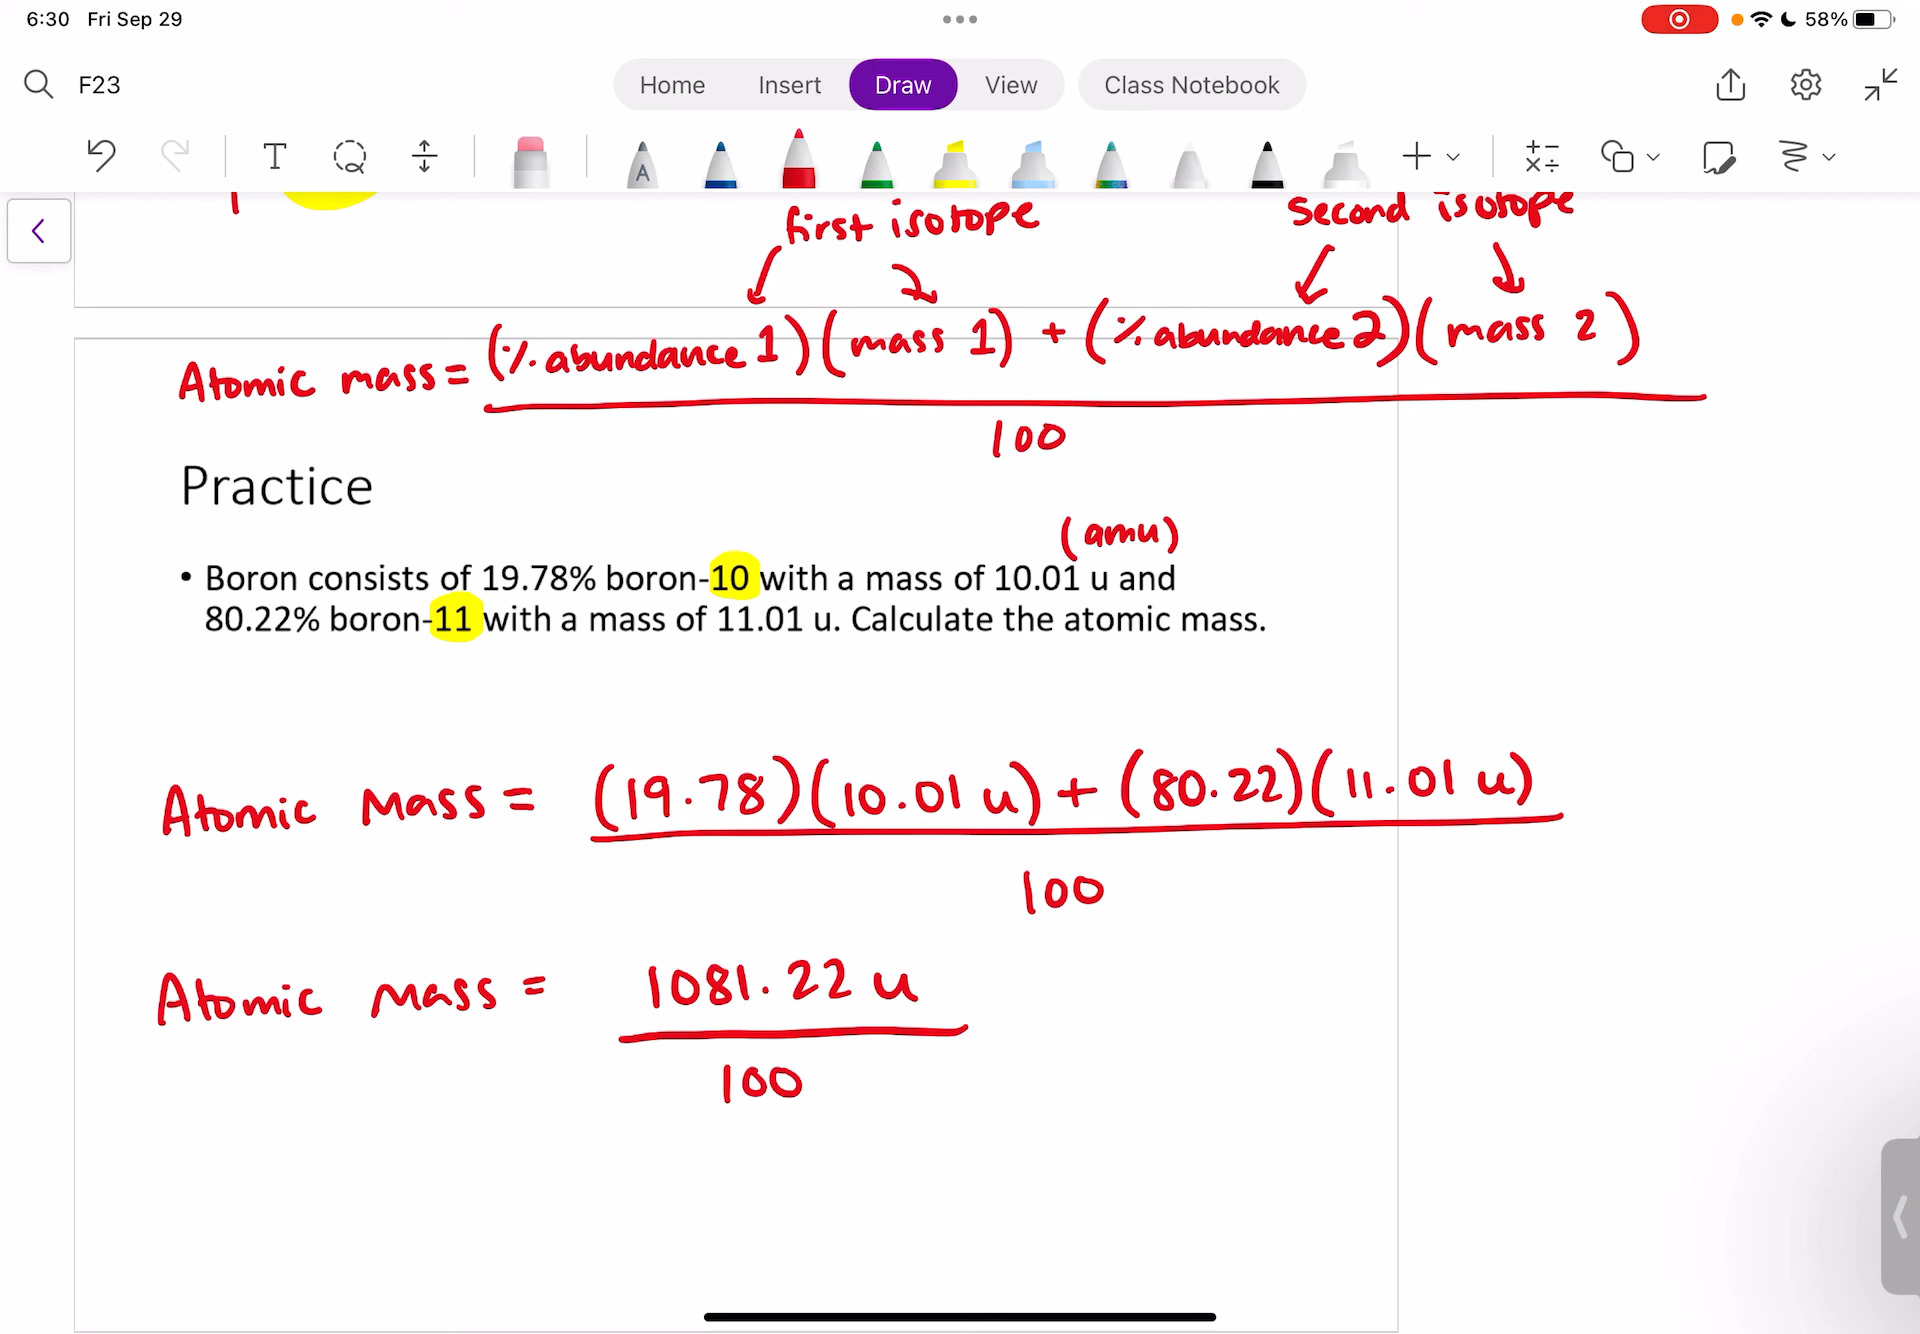 6:30 Fri Sep 29
58%
F23
Home Insert Draw View Class Notebook
T
A
first isotope second isotope
Atomic mass = (% abundance 1)(mass 1) + (% abundance 2)(mass 2)
100
Practice
(amu)
• Boron consists of 19.78% boron-10 with a mass of 10.01 u and
80.22% boron-11 with a mass of 11.01 u. Calculate the atomic mass.
Atomic Mass = (19.78)(10.01 u) + (80.22)(11.01 u)
100
Atomic Mass = 1081.22 u
100